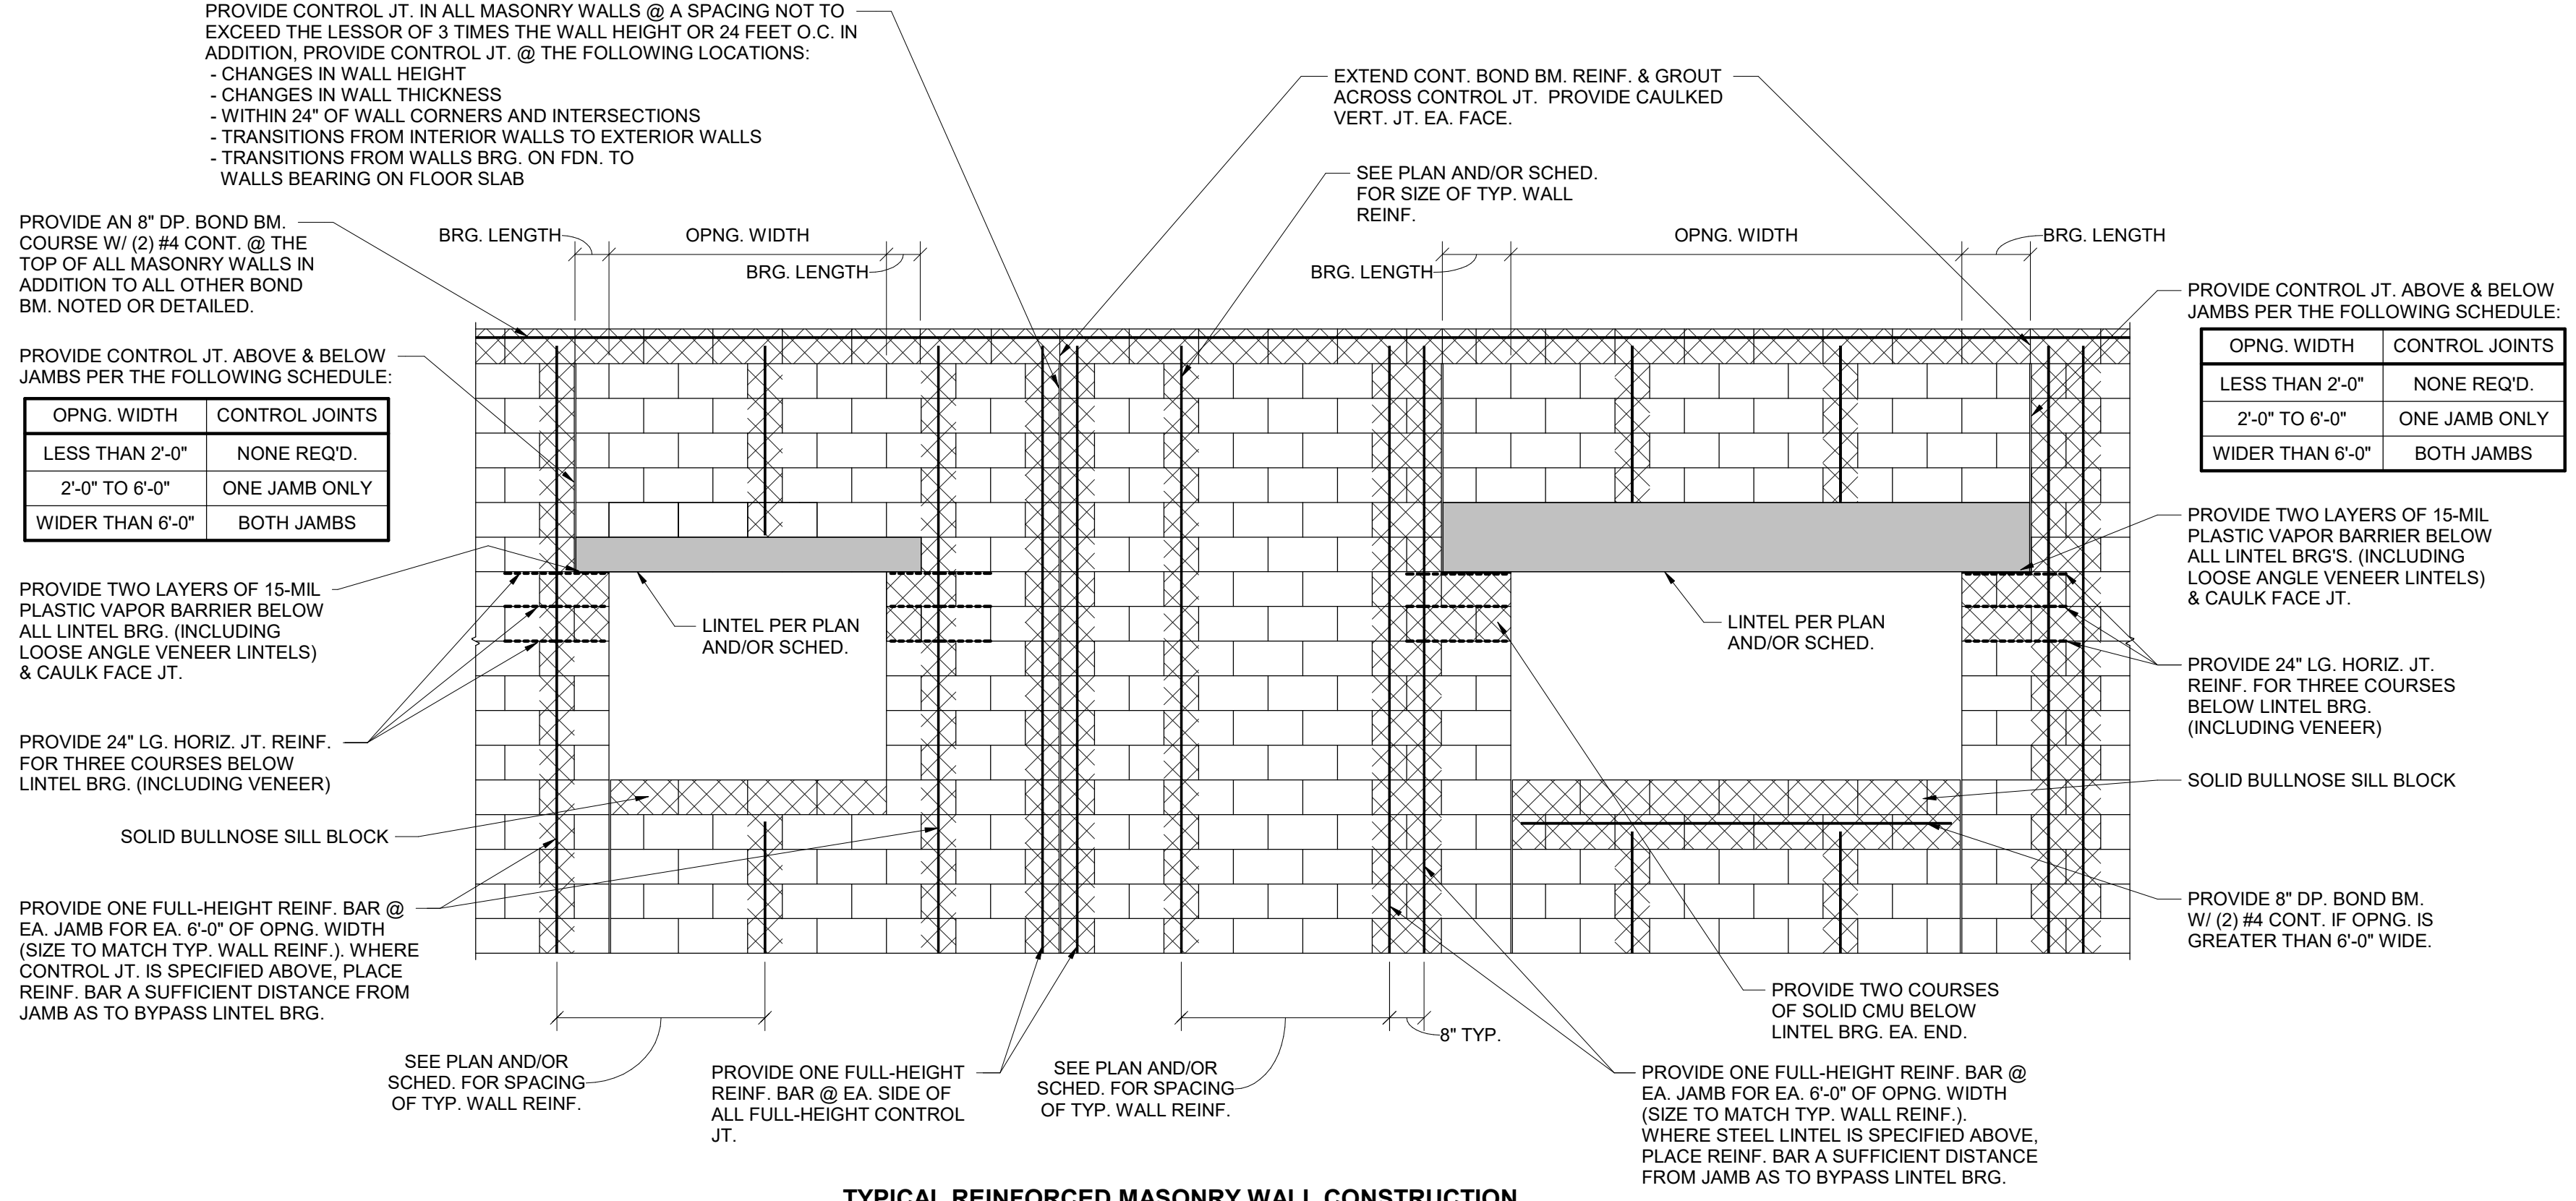 PROVIDE CONTROL JT. IN ALL MASONRY WALLS @ A SPACING NOT TO
EXCEED THE LESSOR OF 3 TIMES THE WALL HEIGHT OR 24 FEET O.C. IN
ADDITION, PROVIDE CONTROL JT. @ THE FOLLOWING LOCATIONS:
- CHANGES IN WALL HEIGHT
- CHANGES IN WALL THICKNESS
- WITHIN 24" OF WALL CORNERS AND INTERSECTIONS
- TRANSITIONS FROM INTERIOR WALLS TO EXTERIOR WALLS
- TRANSITIONS FROM WALLS BRG. ON FDN. TO
WALLS BEARING ON FLOOR SLAB
EXTEND CONT. BOND BM. REINF. & GROUT
ACROSS CONTROL JT. PROVIDE CAULKED
VERT. JT. EA. FACE.
SEE PLAN AND/OR SCHED.
FOR SIZE OF TYP. WALL
REINF.
PROVIDE AN 8" DP. BOND BM.
COURSE W/ (2) #4 CONT. @ THE
TOP OF ALL MASONRY WALLS IN
ADDITION TO ALL OTHER BOND
BM. NOTED OR DETAILED.
BRG. LENGTH
OPNG. WIDTH
BRG. LENGTH
BRG. LENGTH
OPNG. WIDTH
BRG. LENGTH
PROVIDE CONTROL JT. ABOVE & BELOW
JAMBS PER THE FOLLOWING SCHEDULE:
OPNG. WIDTH CONTROL JOINTS
LESS THAN 2'-0" NONE REQ'D.
2'-0" TO 6'-0" ONE JAMB ONLY
WIDER THAN 6'-0" BOTH JAMBS
PROVIDE CONTROL JT. ABOVE & BELOW
JAMBS PER THE FOLLOWING SCHEDULE:
OPNG. WIDTH CONTROL JOINTS
LESS THAN 2'-0" NONE REQ'D.
2'-0" TO 6'-0" ONE JAMB ONLY
WIDER THAN 6'-0" BOTH JAMBS
PROVIDE TWO LAYERS OF 15-MIL
PLASTIC VAPOR BARRIER BELOW
ALL LINTEL BRG. (INCLUDING
LOOSE ANGLE VENEER LINTELS)
& CAULK FACE JT.
LINTEL PER PLAN
AND/OR SCHED.
LINTEL PER PLAN
AND/OR SCHED.
PROVIDE TWO LAYERS OF 15-MIL
PLASTIC VAPOR BARRIER BELOW
ALL LINTEL BRG'S. (INCLUDING
LOOSE ANGLE VENEER LINTELS)
& CAULK FACE JT.
PROVIDE 24" LG. HORIZ. JT. REINF.
FOR THREE COURSES BELOW
LINTEL BRG. (INCLUDING VENEER)
PROVIDE 24" LG. HORIZ. JT.
REINF. FOR THREE COURSES
BELOW LINTEL BRG.
(INCLUDING VENEER)
SOLID BULLNOSE SILL BLOCK
SOLID BULLNOSE SILL BLOCK
PROVIDE ONE FULL-HEIGHT REINF. BAR @
EA. JAMB FOR EA. 6'-0" OF OPNG. WIDTH
(SIZE TO MATCH TYP. WALL REINF.). WHERE
CONTROL JT. IS SPECIFIED ABOVE, PLACE
REINF. BAR A SUFFICIENT DISTANCE FROM
JAMB AS TO BYPASS LINTEL BRG.
PROVIDE 8" DP. BOND BM.
W/ (2) #4 CONT. IF OPNG. IS
GREATER THAN 6'-0" WIDE.
SEE PLAN AND/OR
SCHED. FOR SPACING
OF TYP. WALL REINF.
PROVIDE ONE FULL-HEIGHT
REINF. BAR @ EA. SIDE OF
ALL FULL-HEIGHT CONTROL
JT.
SEE PLAN AND/OR
SCHED. FOR SPACING
OF TYP. WALL REINF.
8" TYP.
PROVIDE TWO COURSES
OF SOLID CMU BELOW
LINTEL BRG. EA. END.
PROVIDE ONE FULL-HEIGHT REINF. BAR @
EA. JAMB FOR EA. 6'-0" OF OPNG. WIDTH
(SIZE TO MATCH TYP. WALL REINF.).
WHERE STEEL LINTEL IS SPECIFIED ABOVE,
PLACE REINF. BAR A SUFFICIENT DISTANCE
FROM JAMB AS TO BYPASS LINTEL BRG.
TYPICAL REINFORCED MASONRY WALL CONSTRUCTION